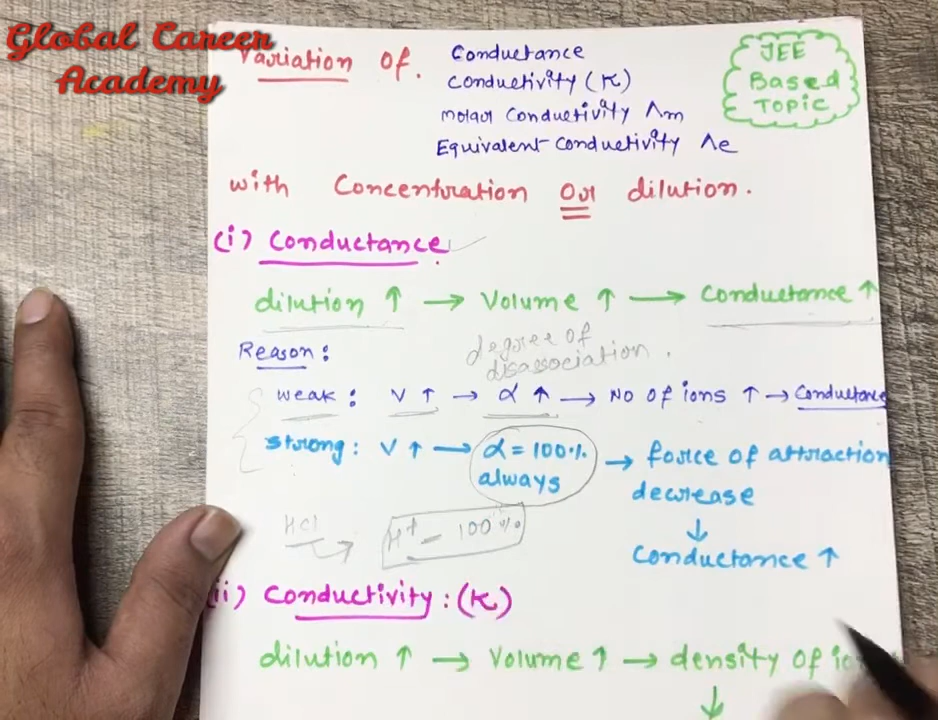 Global Career
Academy
Variation Of.
Conductance
Conductivity (K)
Molar Conductivity Λm
Equivalent Conductivity Λe
JEE
Based
TOPIC
with Concentration Or dilution.
(i) Conductance
dilution ↑ → Volume ↑ → Conductance ↑
Reason:
degree of
disassociation.
weak: V ↑ → α ↑ → No of ions ↑ → Conductance
strong: V ↑ → α = 100% → force of attraction
always
decrease
↓
HCl → H+ - 100%
Conductance ↑
(ii) Conductivity : (K)
dilution ↑ → Volume ↑ → density of
↓